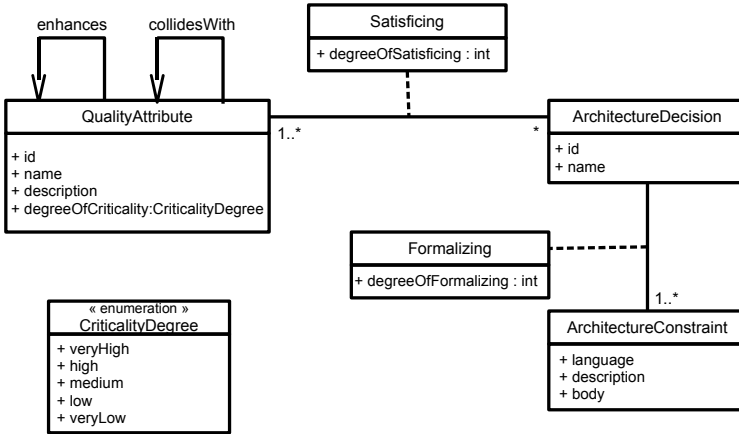 enhances
collidesWith
Satisficing
+ degreeOfSatisficing : int
QualityAttribute
+ id
+ name
+ description
+ degreeOfCriticality:CriticalityDegree
1..*
*
ArchitectureDecision
+ id
+ name
Formalizing
+ degreeOfFormalizing : int
1..*
« enumeration »
CriticalityDegree
+ veryHigh
+ high
+ medium
+ low
+ veryLow
ArchitectureConstraint
+ language
+ description
+ body